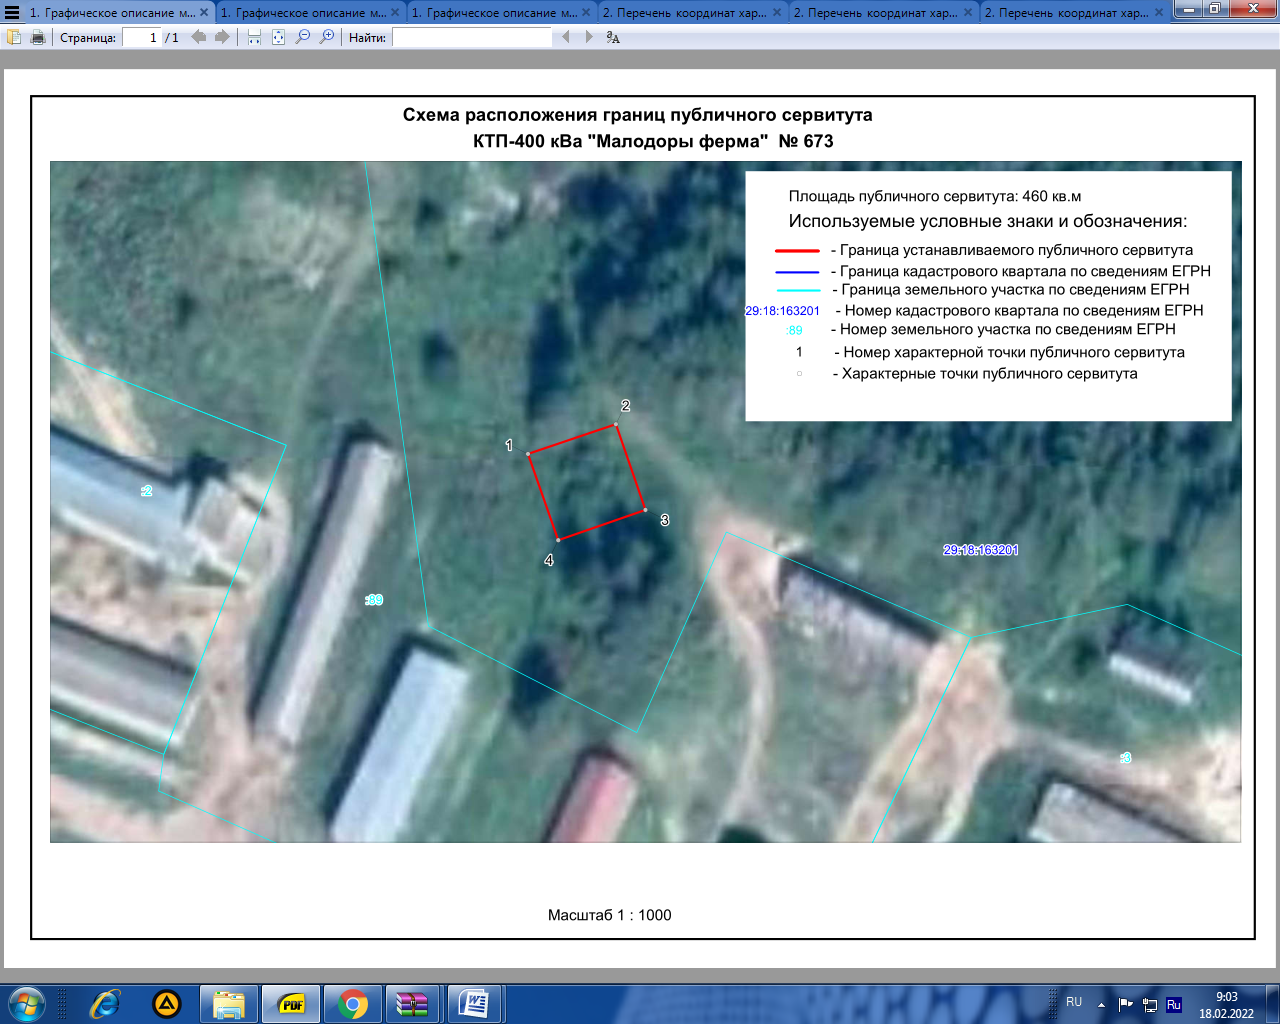 1. Графическое описание м...
1. Графическое описание м...
1. Графическое описание м...
2. Перечень координат хар...
2. Перечень координат хар...
2. Перечень координат хар...
Страница: 1 / 1
Найти:
Схема расположения границ публичного сервитута
КТП-400 кВа "Малодоры ферма" № 673
Площадь публичного сервитута: 460 кв.м
Используемые условные знаки и обозначения:
- Граница устанавливаемого публичного сервитута
- Граница кадастрового квартала по сведениям ЕГРН
- Граница земельного участка по сведениям ЕГРН
29:18:163201 - Номер кадастрового квартала по сведениям ЕГРН
:89 - Номер земельного участка по сведениям ЕГРН
1 - Номер характерной точки публичного сервитута
- Характерные точки публичного сервитута
2
1
:2
3
29:18:163201
4
:89
:3
Масштаб 1 : 1000
PDF
RU
Ru
9:03
18.02.2022